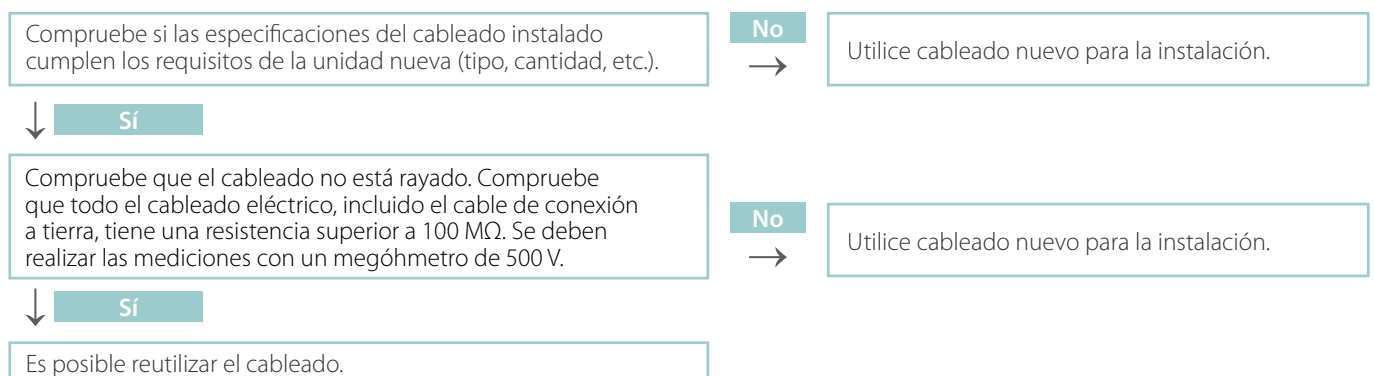 Compruebe si las especificaciones del cableado instalado
cumplen los requisitos de la unidad nueva (tipo, cantidad, etc.).
No
→
Utilice cableado nuevo para la instalación.
↓ Sí
Compruebe que el cableado no está rayado. Compruebe
que todo el cableado eléctrico, incluido el cable de conexión
a tierra, tiene una resistencia superior a 100 MΩ. Se deben
realizar las mediciones con un megóhmetro de 500 V.
No
→
Utilice cableado nuevo para la instalación.
↓ Sí
Es posible reutilizar el cableado.